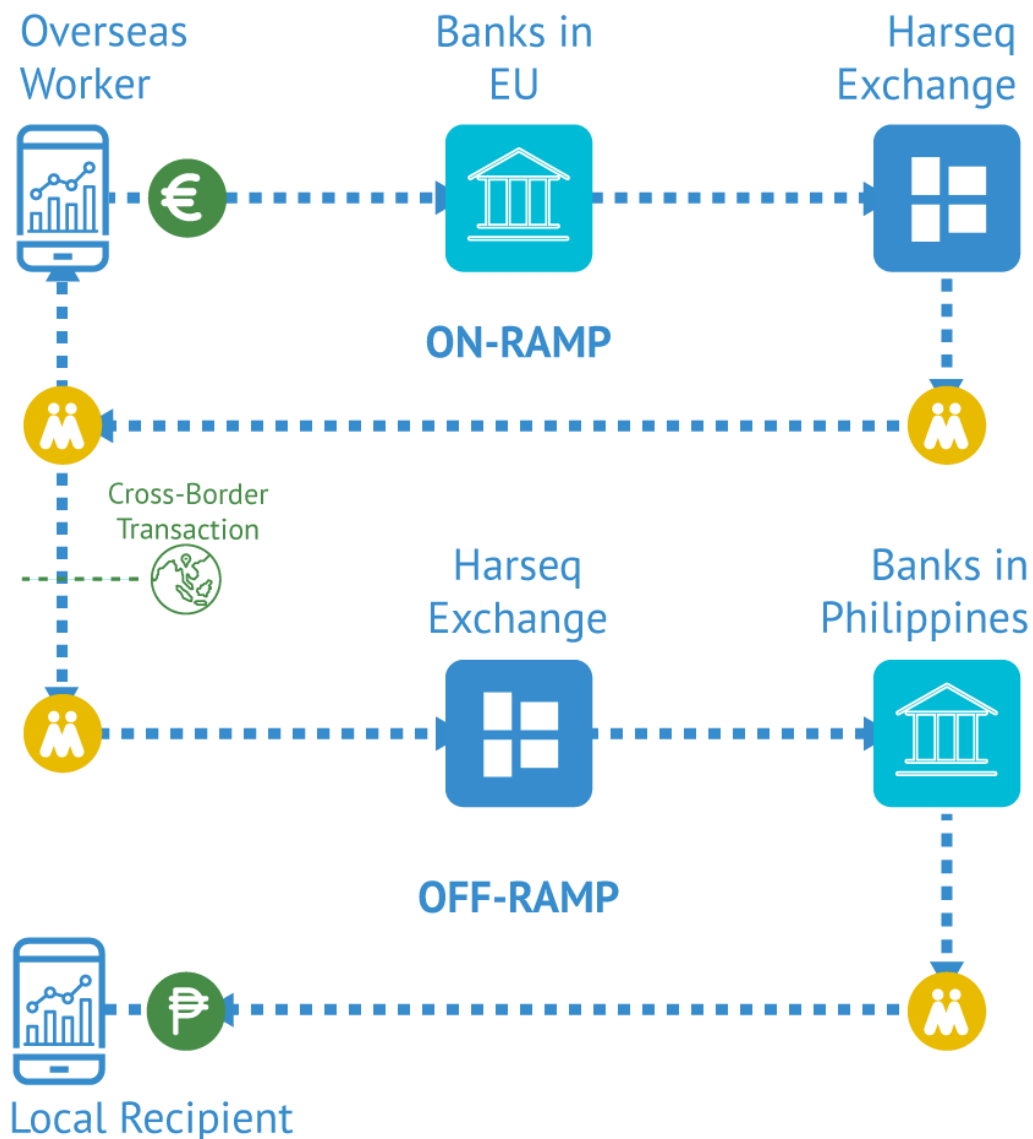 Overseas
Worker
Banks in
EU
Harseq
Exchange
€
ON-RAMP
Cross-Border
Transaction
Harseq
Exchange
Banks in
Philippines
OFF-RAMP
₱
Local Recipient